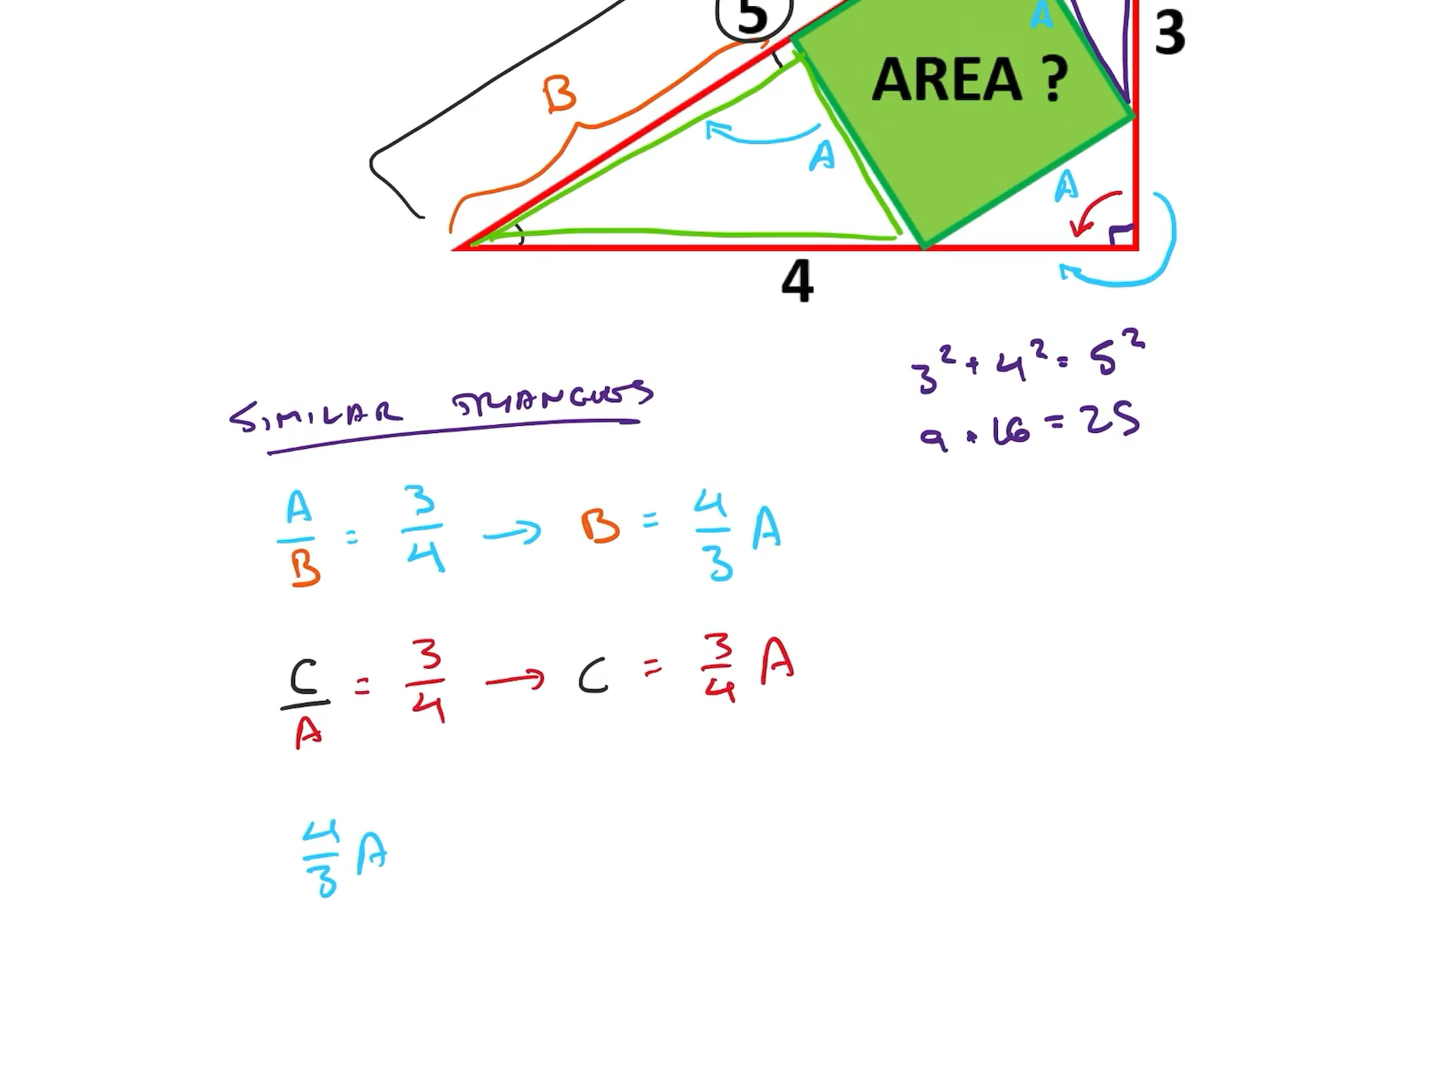 5
A
3
B
AREA ?
A
A
4
3² + 4² = 5²
9 + 16 = 25
SIMILAR TRIANGLES
A/B = 3/4 → B = 4/3 A
C/A = 3/4 → C = 3/4 A
4/3 A